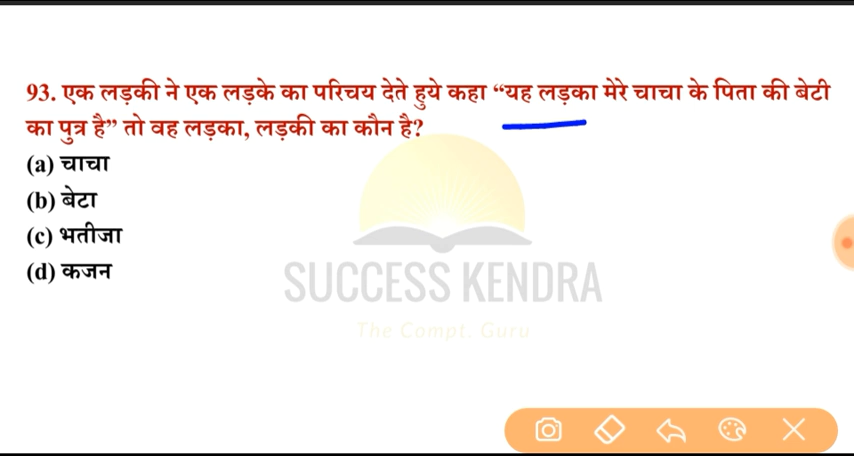 93. एक लड़की ने एक लड़के का परिचय देते हुये कहा “यह लड़का मेरे चाचा के पिता की बेटी
का पुत्र है” तो वह लड़का, लड़की का कौन है?
(a) चाचा
(b) बेटा
(c) भतीजा
(d) कजन
SUCCESS KENDRA
The Compt. Guru